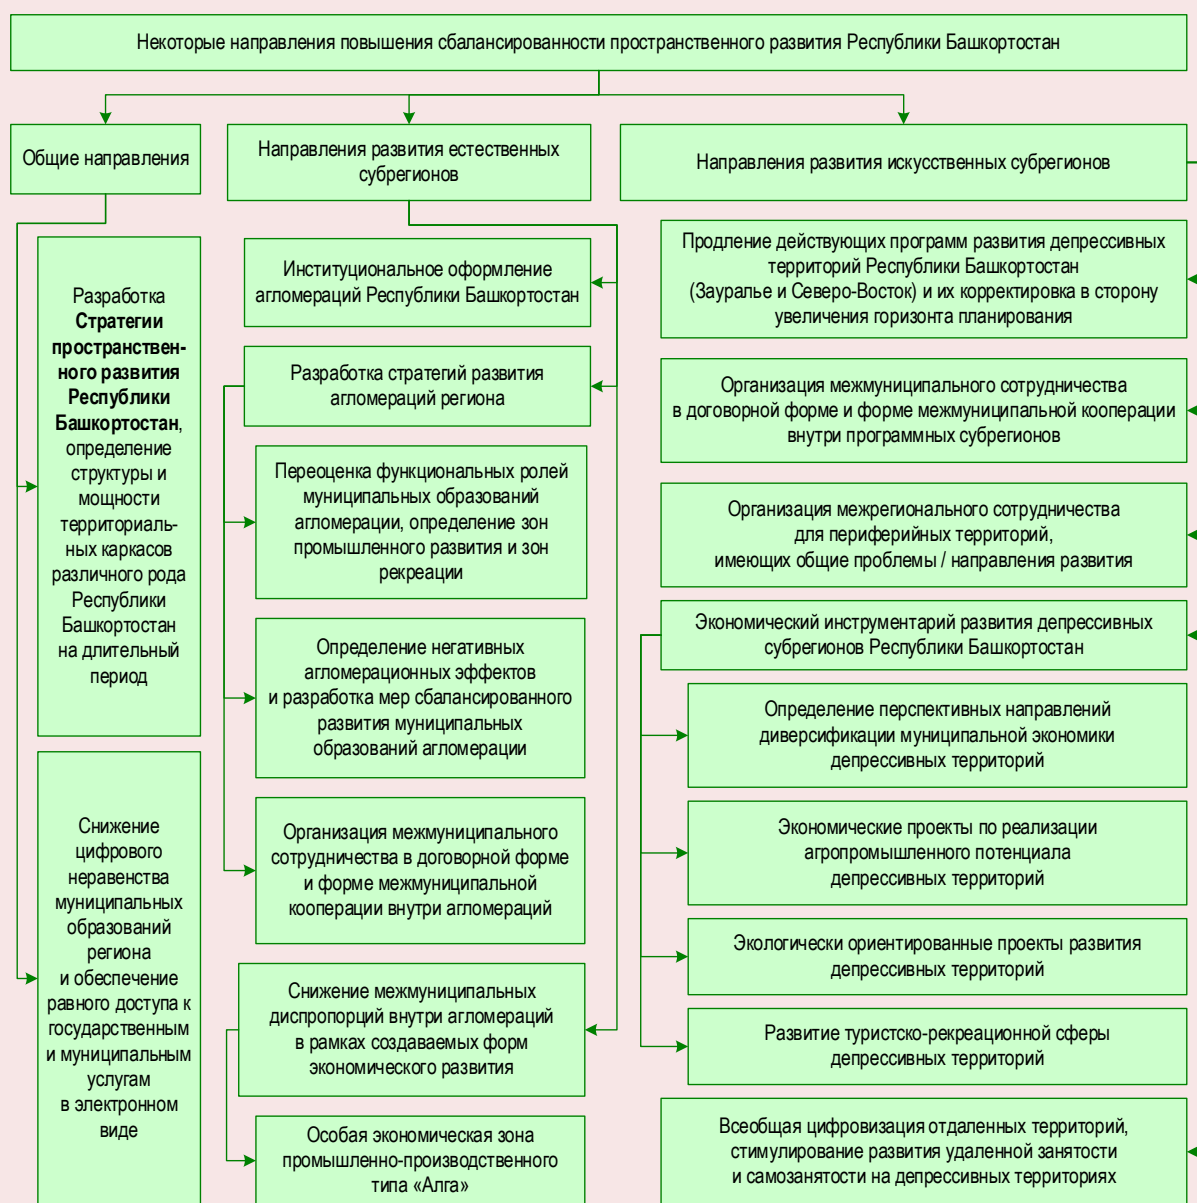 Некоторые направления повышения сбалансированности пространственного развития Республики Башкортостан
Общие направления
Разработка
Стратегии
пространствен-
ного развития
Республики
Башкортостан,
определение
структуры и
мощности
территориаль-
ных каркасов
различного рода
Республики
Башкортостан
на длительный
период
Снижение
цифрового
неравенства
муниципальных
образований
региона
и обеспечение
равного доступа к
государственным
и муниципальным
услугам
в электронном
виде
Направления развития естественных
субрегионов
Институциональное оформление
агломераций Республики Башкортостан
Разработка стратегий развития
агломераций региона
Переоценка функциональных ролей
муниципальных образований
агломерации, определение зон
промышленного развития и зон
рекреации
Определение негативных
агломерационных эффектов
и разработка мер сбалансированного
развития муниципальных
образований агломерации
Организация межмуниципального
сотрудничества в договорной форме
и форме межмуниципальной
кооперации внутри агломераций
Снижение межмуниципальных
диспропорций внутри агломераций
в рамках создаваемых форм
экономического развития
Особая экономическая зона
промышленно-производственного
типа «Алга»
Направления развития искусственных субрегионов
Продление действующих программ развития депрессивных
территорий Республики Башкортостан
(Зауралье и Северо-Восток) и их корректировка в сторону
увеличения горизонта планирования
Организация межмуниципального сотрудничества
в договорной форме и форме межмуниципальной кооперации
внутри программных субрегионов
Организация межрегионального сотрудничества
для периферийных территорий,
имеющих общие проблемы / направления развития
Экономический инструментарий развития депрессивных
субрегионов Республики Башкортостан
Определение перспективных направлений
диверсификации муниципальной экономики
депрессивных территорий
Экономические проекты по реализации
агропромышленного потенциала
депрессивных территорий
Экологически ориентированные проекты развития
депрессивных территорий
Развитие туристско-рекреационной сферы
депрессивных территорий
Всеобщая цифровизация отдаленных территорий,
стимулирование развития удаленной занятости
и самозанятости на депрессивных территориях